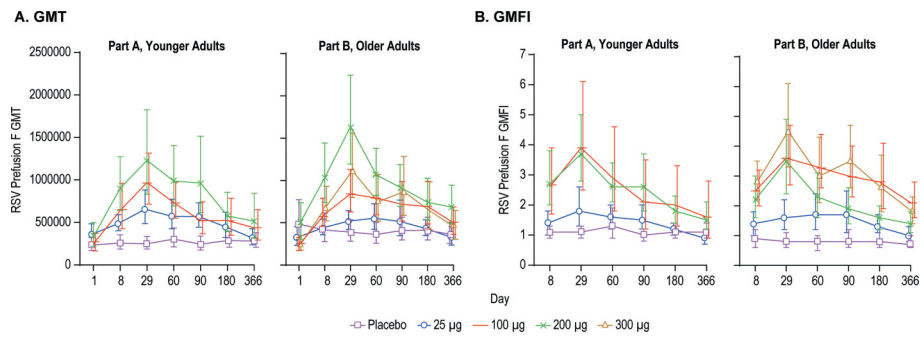 A. GMT
B. GMFI
Part A, Younger Adults
Part B, Older Adults
Part A, Younger Adults
Part B, Older Adults
RSV Prefusion F GMT
2500000
2000000
1500000
1000000
500000
0
1 8 29 60 90 180 366
1 8 29 60 90 180 366
RSV Prefusion F GMFI
7
6
5
4
3
2
1
0
8 29 60 90 180 366
8 29 60 90 180 366
Day
Placebo 25 µg 100 µg 200 µg 300 µg